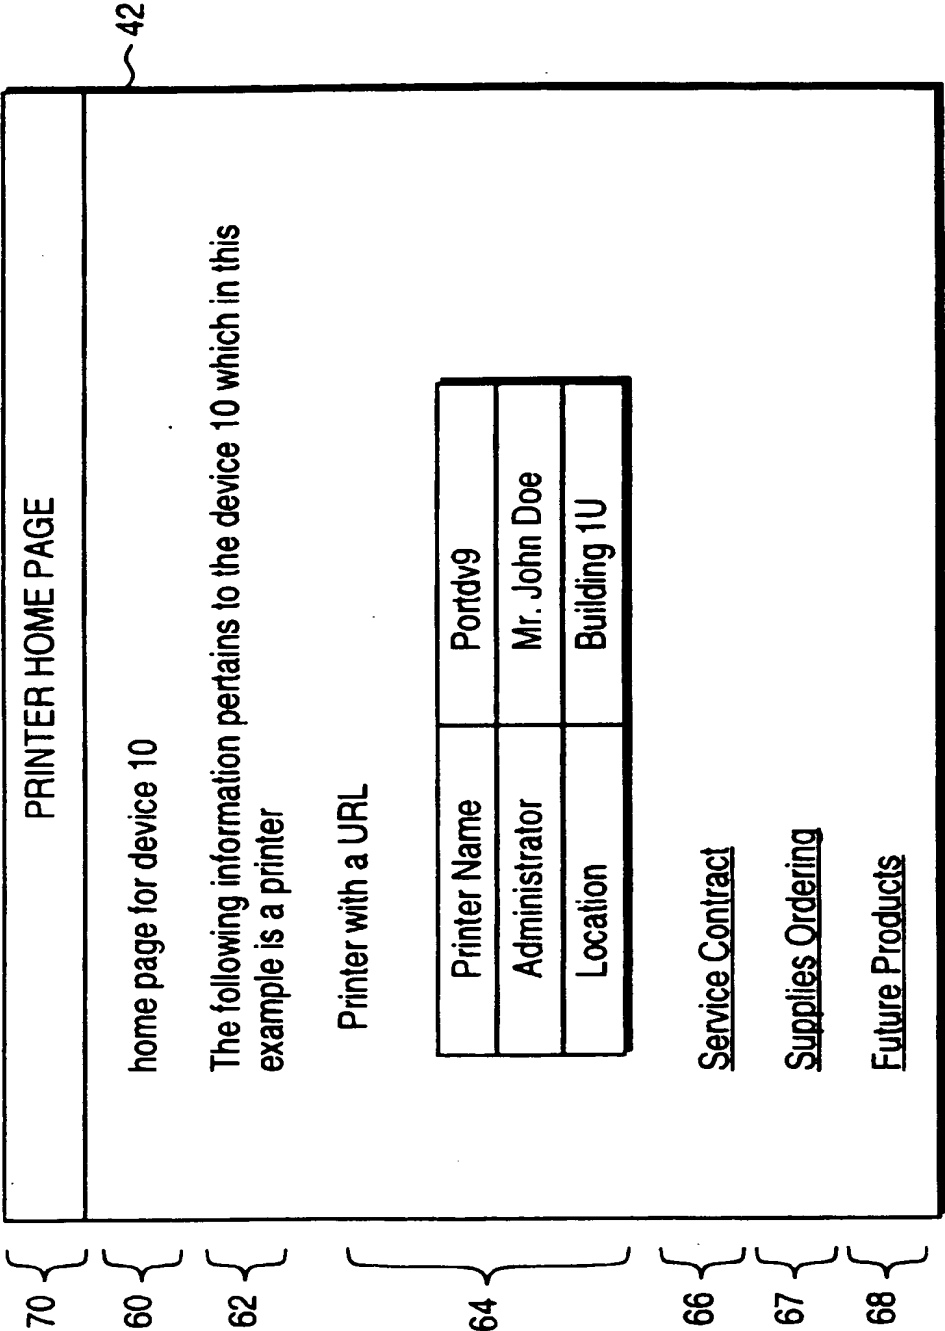 42
70 PRINTER HOME PAGE
60 home page for device 10
62 The following information pertains to the device 10 which in this
example is a printer
64 Printer with a URL
Printer Name Portdv9
Administrator Mr. John Doe
Location Building 1U
66 Service Contract
67 Supplies Ordering
68 Future Products